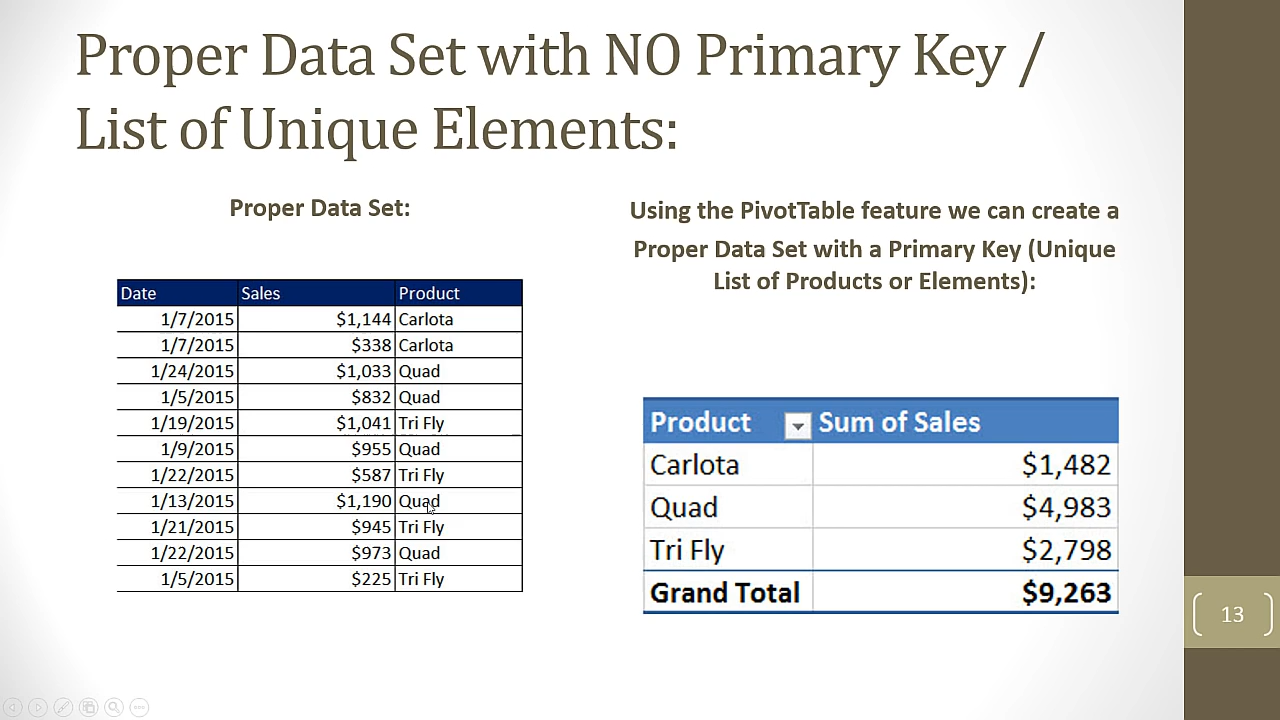 Proper Data Set with NO Primary Key /
List of Unique Elements:
Proper Data Set:
Date Sales Product
1/7/2015 $1,144 Carlota
1/7/2015 $338 Carlota
1/24/2015 $1,033 Quad
1/5/2015 $832 Quad
1/19/2015 $1,041 Tri Fly
1/9/2015 $955 Quad
1/22/2015 $587 Tri Fly
1/13/2015 $1,190 Quad
1/21/2015 $945 Tri Fly
1/22/2015 $973 Quad
1/5/2015 $225 Tri Fly
Using the PivotTable feature we can create a
Proper Data Set with a Primary Key (Unique
List of Products or Elements):
Product Sum of Sales
Carlota $1,482
Quad $4,983
Tri Fly $2,798
Grand Total $9,263
13